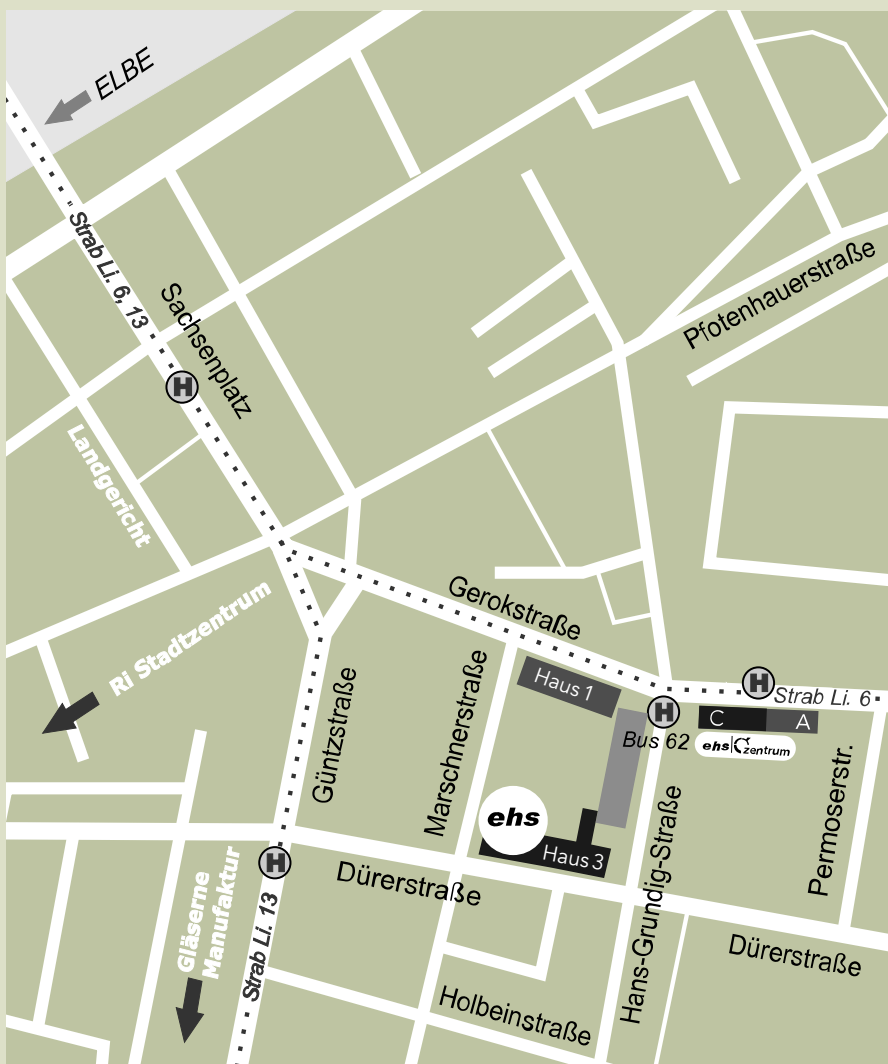 ELBE
Strab Li. 6, 13
Sachsenplatz
Pfotenhauerstraße
H
Landgericht
Ri Stadtzentrum
Gerokstraße
Haus 1
H
Strab Li. 6
H
C
A
Bus 62
ehs zentrum
Güntzstraße
Marschnerstraße
Permoserstr.
ehs
Haus 3
H
Dürerstraße
Hans-Grundig-Straße
Gläserne
Manufaktur
Strab Li. 13
Dürerstraße
Holbeinstraße